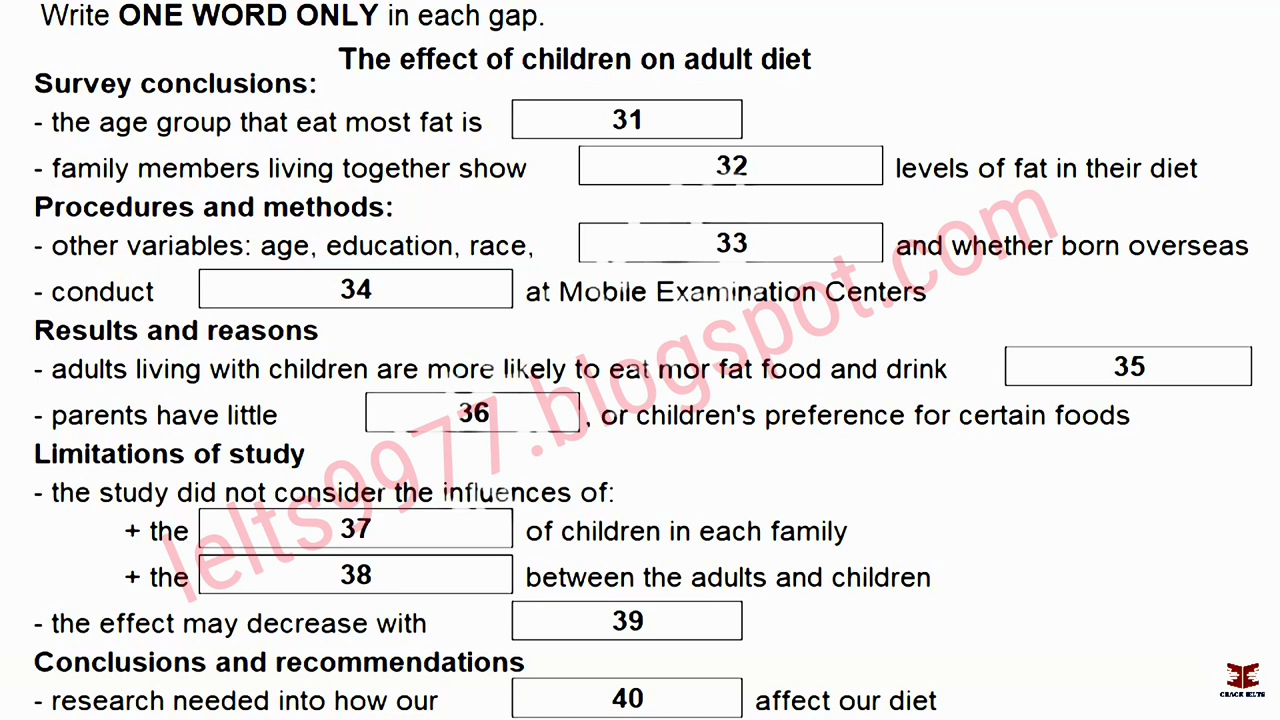 Write ONE WORD ONLY in each gap.
The effect of children on adult diet
Survey conclusions:
- the age group that eat most fat is 31
- family members living together show 32 levels of fat in their diet
Procedures and methods:
- other variables: age, education, race, 33 and whether born overseas
- conduct 34 at Mobile Examination Centers
Results and reasons
- adults living with children are more likely to eat mor fat food and drink 35
- parents have little 36 , or children's preference for certain foods
Limitations of study
- the study did not consider the influences of:
+ the 37 of children in each family
+ the 38 between the adults and children
- the effect may decrease with 39
Conclusions and recommendations
- research needed into how our 40 affect our diet
Ielts9977.blogspot.com
CRACK IELTS